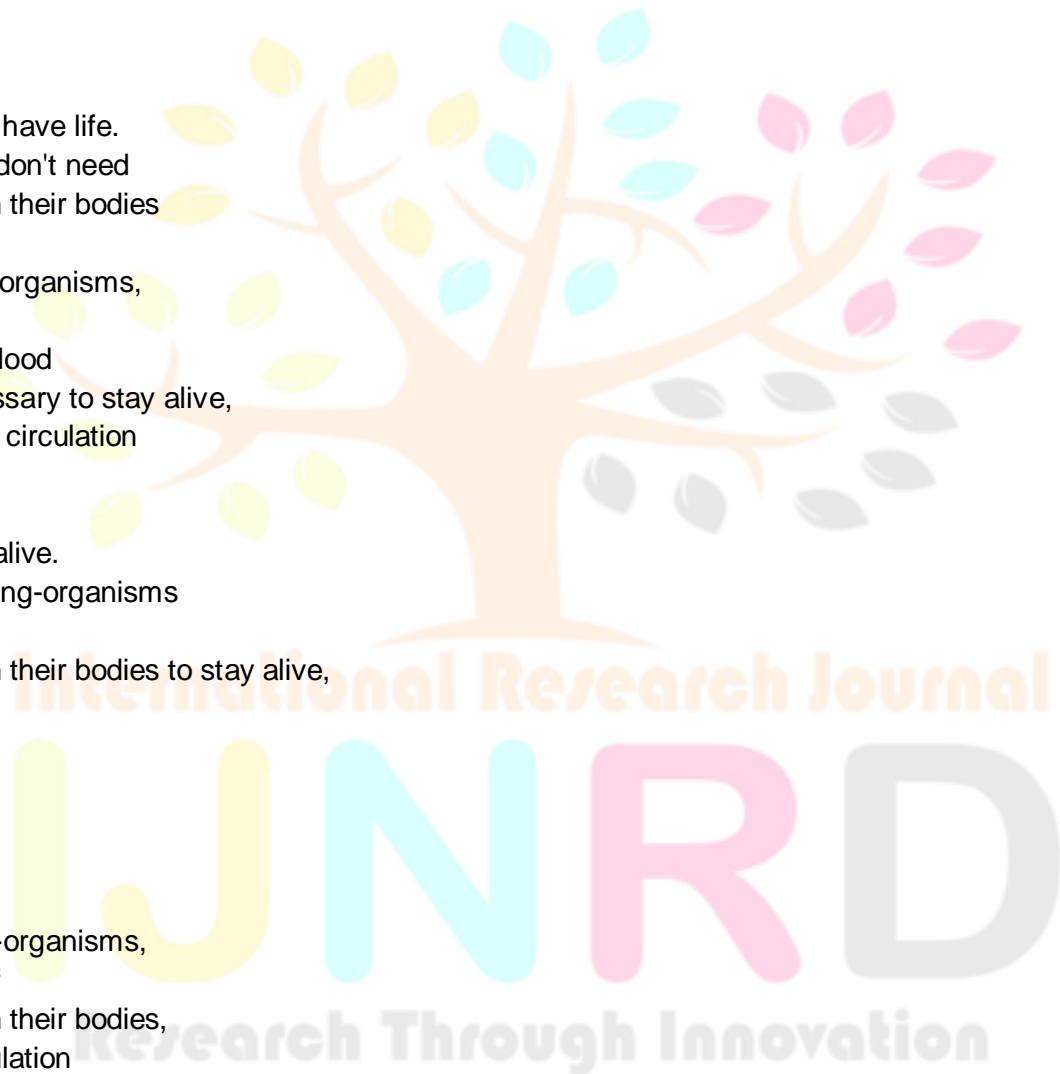 have life.
don't need
their bodies
organisms,
lood
ssary to stay alive,
circulation
alive.
ng-organisms
their bodies to stay alive,
International Research Journal
IJNRD
-organisms,
their bodies,
Research Through Innovation
lation